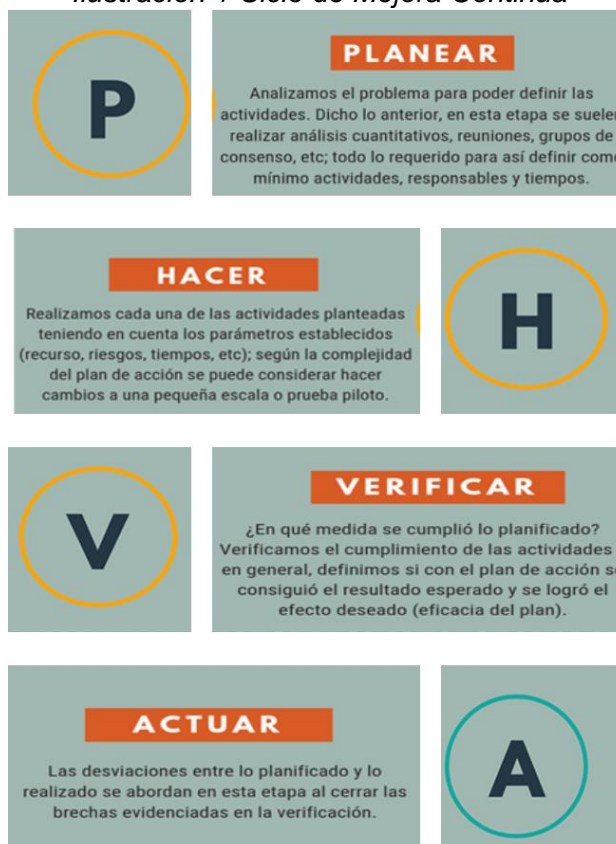 P
PLANEAR
Analizamos el problema para poder definir las
actividades. Dicho lo anterior, en esta etapa se suelen
realizar análisis cuantitativos, reuniones, grupos de
consenso, etc; todo lo requerido para así definir como
mínimo actividades, responsables y tiempos.
HACER
Realizamos cada una de las actividades planteadas
teniendo en cuenta los parámetros establecidos
(recurso, riesgos, tiempos, etc); según la complejidad
del plan de acción se puede considerar hacer
cambios a una pequeña escala o prueba piloto.
H
V
VERIFICAR
¿En qué medida se cumplió lo planificado?
Verificamos el cumplimiento de las actividades
en general, definimos si con el plan de acción se
consiguió el resultado esperado y se logró el
efecto deseado (eficacia del plan).
ACTUAR
Las desviaciones entre lo planificado y lo
realizado se abordan en esta etapa al cerrar las
brechas evidenciadas en la verificación.
A